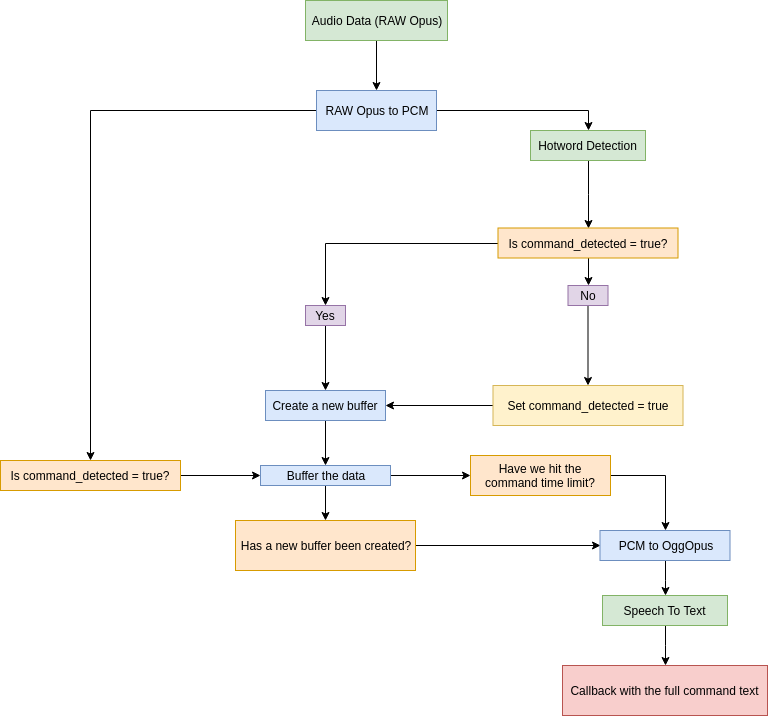 Audio Data (RAW Opus)
RAW Opus to PCM
Hotword Detection
Is command_detected = true?
No
Yes
Create a new buffer
Set command_detected = true
Is command_detected = true?
Buffer the data
Have we hit the
command time limit?
Has a new buffer been created?
PCM to OggOpus
Speech To Text
Callback with the full command text